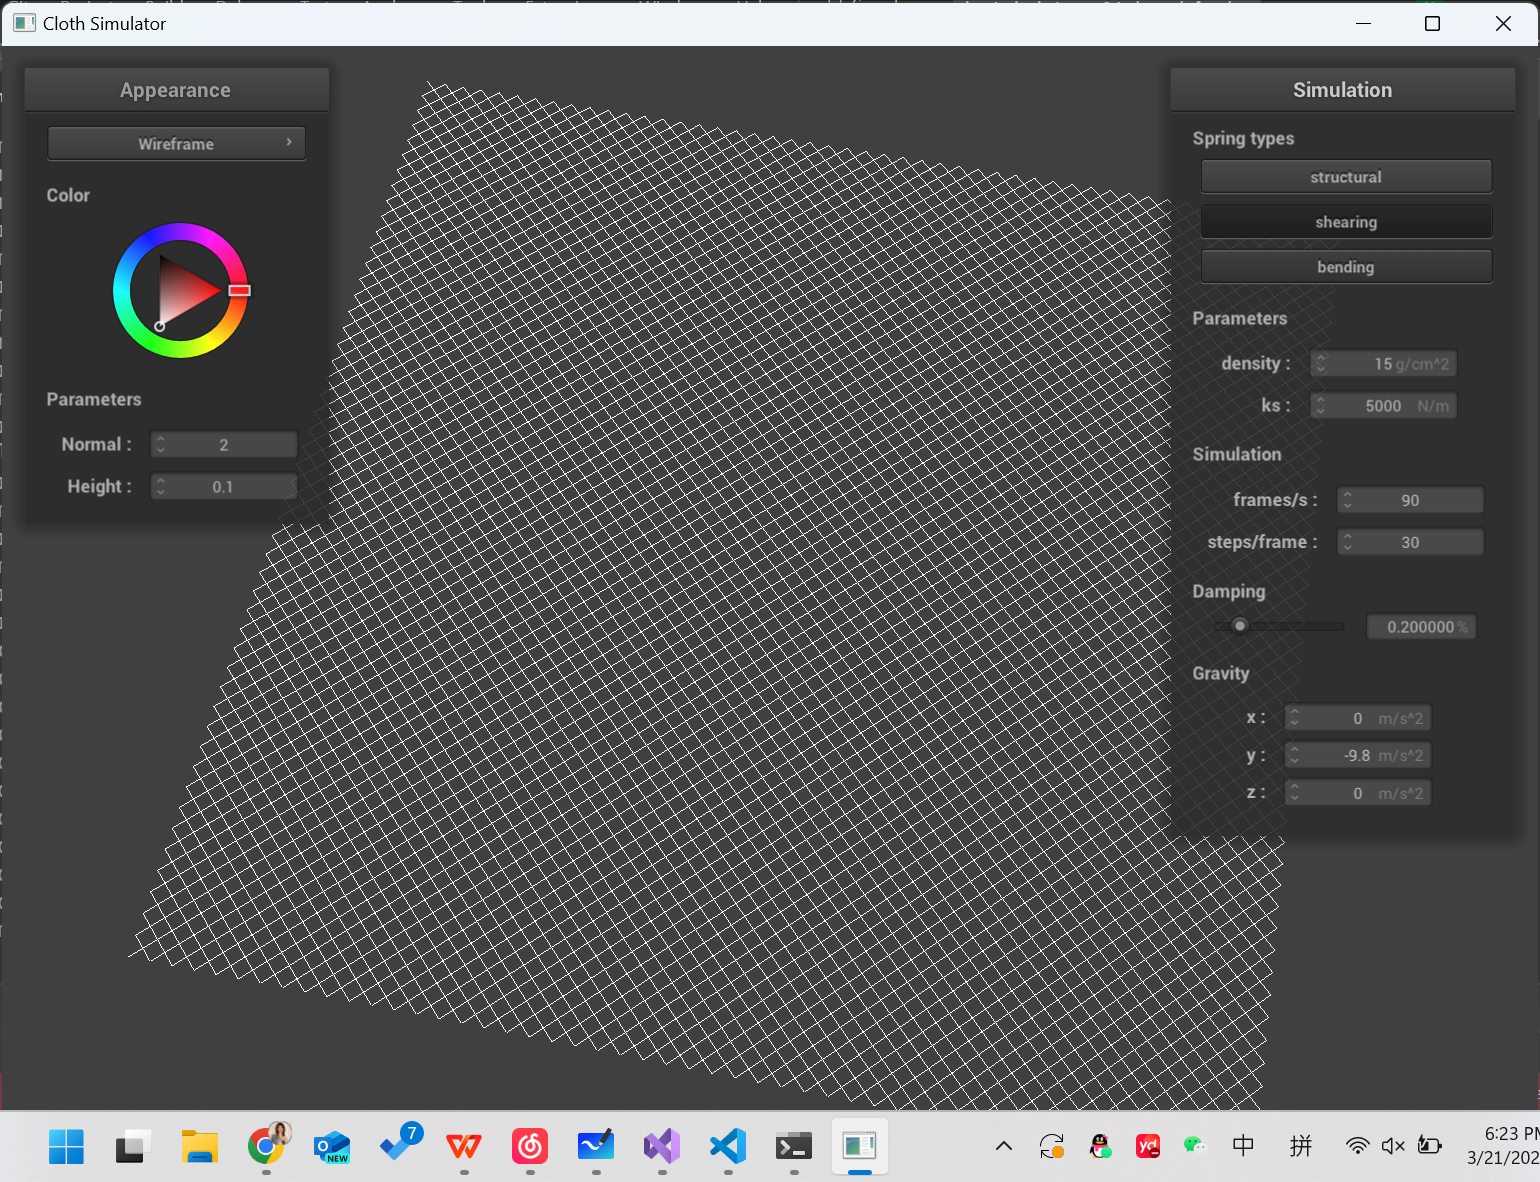 Cloth Simulator
Appearance
Wireframe
Color
Parameters
Normal : 2
Height : 0.1
Simulation
Spring types
structural
shearing
bending
Parameters
density : 15 g/cm^2
ks : 5000 N/m
Simulation
frames/s : 90
steps/frame : 30
Damping
0.200000 %
Gravity
x : 0 m/s^2
y : -9.8 m/s^2
z : 0 m/s^2
NEW
7
yd
中
拼
6:23
3/21/202